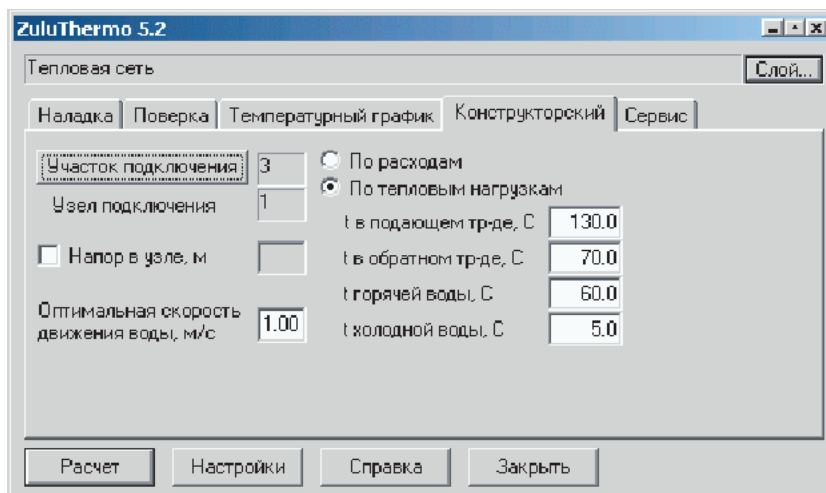 ZuluThermo 5.2
Тепловая сеть
Слой...
Наладка Поверка Температурный график Конструкторский Сервис
Участок подключения 3
По расходам
По тепловым нагрузкам
Узел подключения 1
t в подающем тр-де, С 130.0
Напор в узле, м
t в обратном тр-де, С 70.0
t горячей воды, С 60.0
Оптимальная скорость
движения воды, м/с 1.00
t холодной воды, С 5.0
Расчет Настройки Справка Закрыть